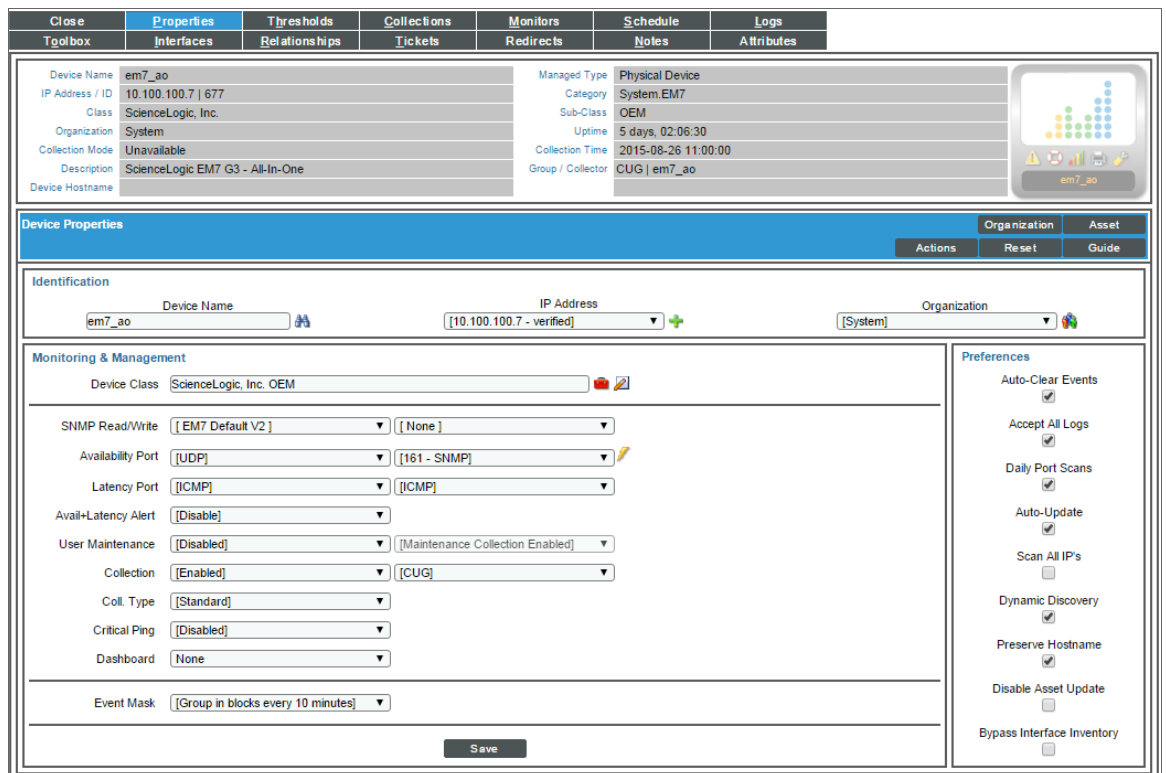 Close Properties Thresholds Collections Monitors Schedule Logs
Toolbox Interfaces Relationships Tickets Redirects Notes Attributes
Device Name em7_ao Managed Type Physical Device
IP Address / ID 10.100.100.7 | 677 Category System.EM7
Class ScienceLogic, Inc. Sub-Class OEM
Organization System Uptime 5 days, 02:06:30
Collection Mode Unavailable Collection Time 2015-08-26 11:00:00
Description ScienceLogic EM7 G3 - All-In-One Group / Collector CUG | em7_ao
Device Hostname
em7_ao
Device Properties Organization Asset
Actions Reset Guide
Identification
Device Name IP Address Organization
em7_ao [10.100.100.7 - verified] [System]
Monitoring & Management
Device Class ScienceLogic, Inc. OEM
SNMP Read/Write [ EM7 Default V2 ] [ None ]
Availability Port [UDP] [161 - SNMP]
Latency Port [ICMP] [ICMP]
Avail+Latency Alert [Disable]
User Maintenance [Disabled] [Maintenance Collection Enabled]
Collection [Enabled] [CUG]
Coll. Type [Standard]
Critical Ping [Disabled]
Dashboard None
Event Mask [Group in blocks every 10 minutes]
Save
Preferences
Auto-Clear Events
Accept All Logs
Daily Port Scans
Auto-Update
Scan All IP's
Dynamic Discovery
Preserve Hostname
Disable Asset Update
Bypass Interface Inventory